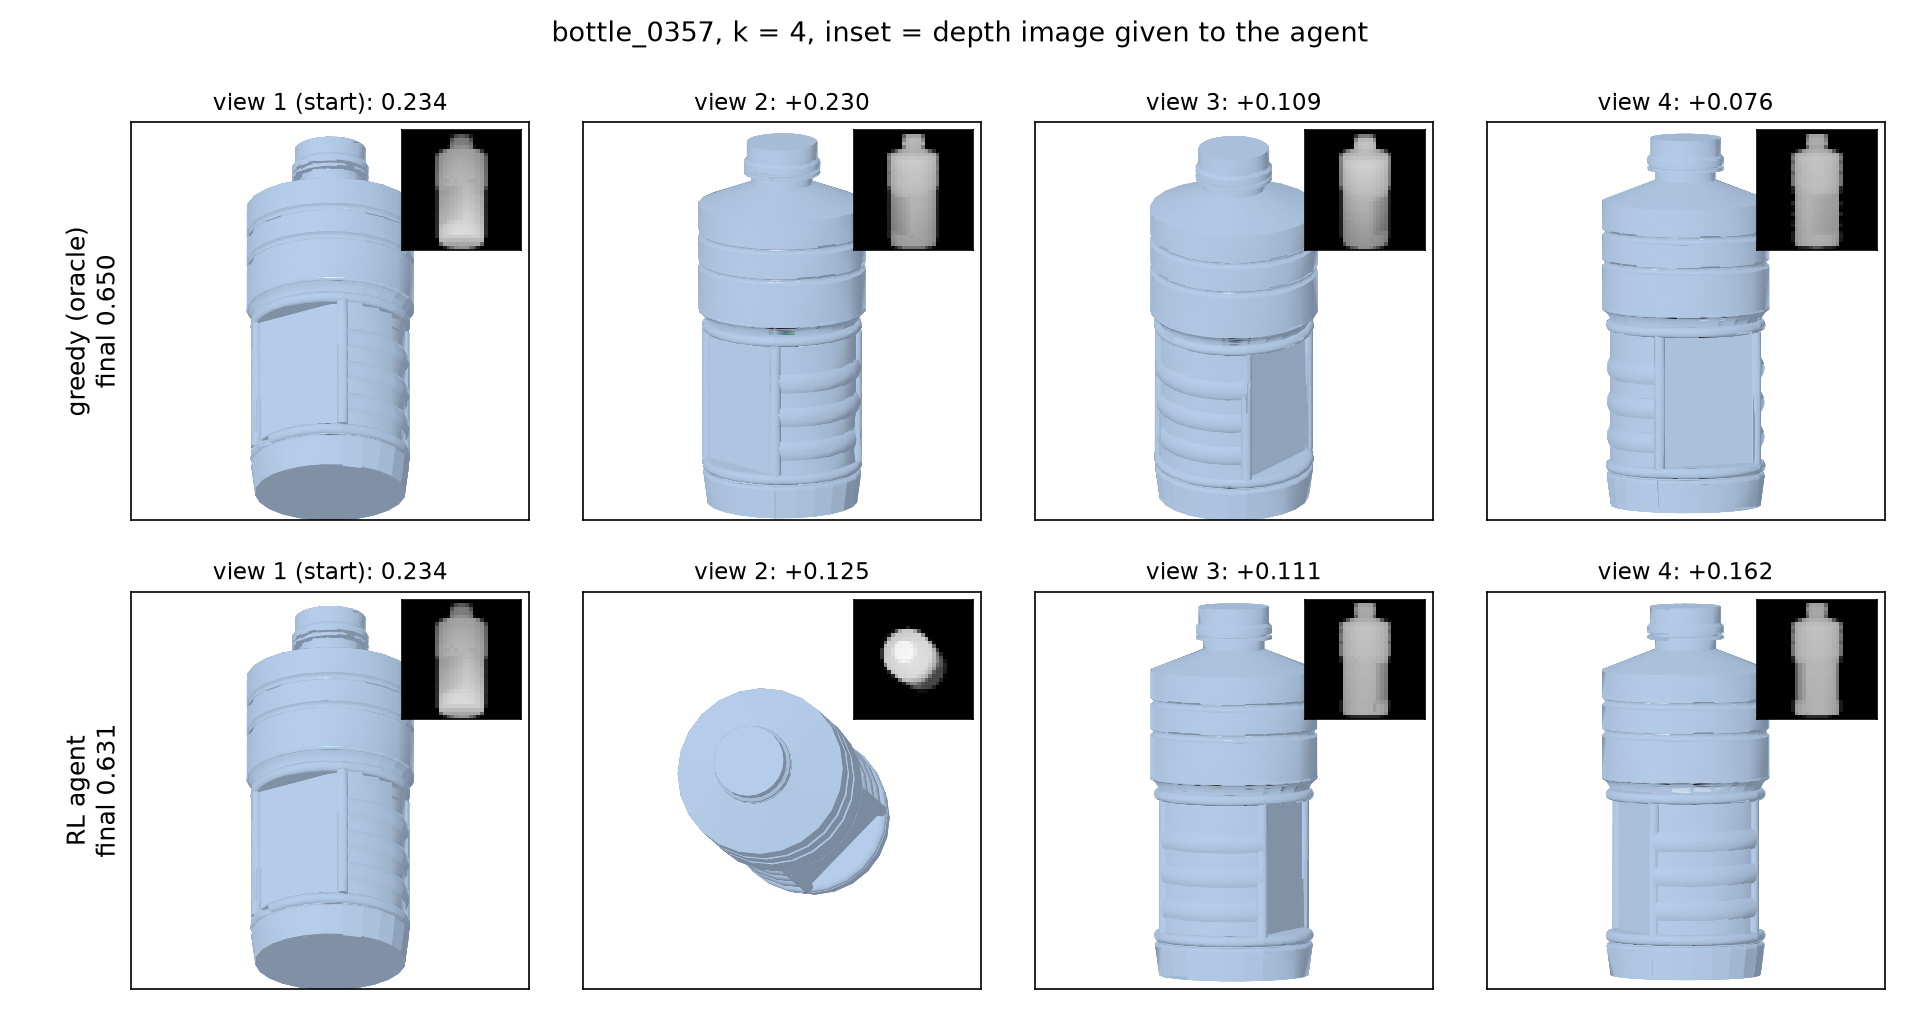 bottle_0357, k = 4, inset = depth image given to the agent
view 1 (start): 0.234
view 2: +0.230
view 3: +0.109
view 4: +0.076
greedy (oracle)
final 0.650
view 1 (start): 0.234
view 2: +0.125
view 3: +0.111
view 4: +0.162
RL agent
final 0.631